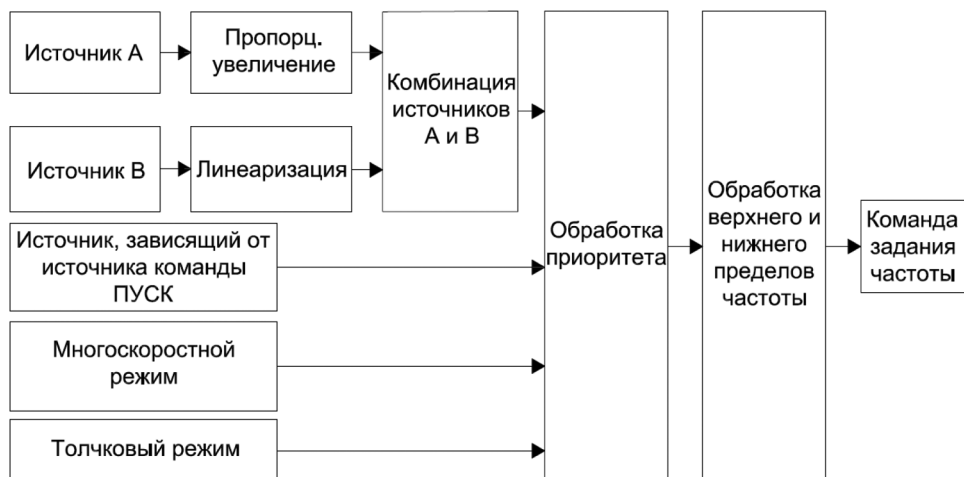 Источник А
Пропорц.
увеличение
Комбинация
источников
А и В
Источник В
Линеаризация
Источник, зависящий от
источника команды
ПУСК
Многоскоростной
режим
Толчковый режим
Обработка
приоритета
Обработка
верхнего и
нижнего
пределов
частоты
Команда
задания
частоты